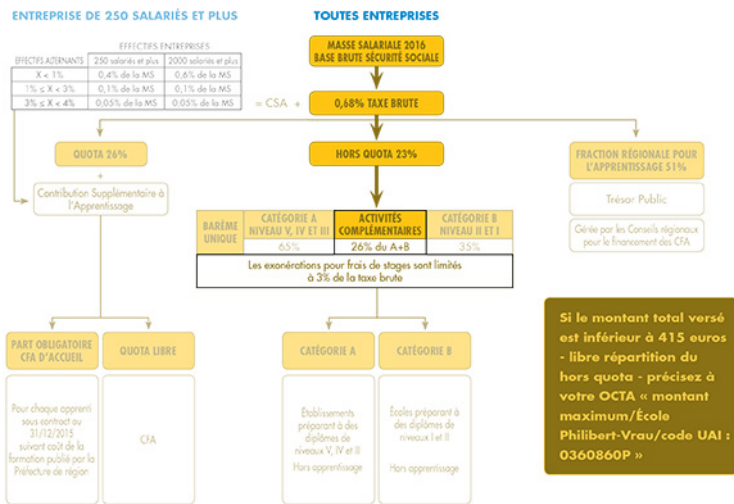 ENTREPRISE DE 250 SALARIÉS ET PLUS
TOUTES ENTREPRISES
EFFECTIFS ENTREPRISES
EFFECTIFS ALTERNANTS 250 salariés et plus 2000 salariés et plus
X < 1% 0,4% de la MS 0,6% de la MS
1% ≤ X < 3% 0,1% de la MS 0,1% de la MS
3% ≤ X < 4% 0,05% de la MS 0,05% de la MS
MASSE SALARIALE 2016
BASE BRUTE SÉCURITÉ SOCIALE
= CSA +
0,68% TAXE BRUTE
QUOTA 26%
+
Contribution Supplémentaire à
l'Apprentissage
HORS QUOTA 23%
FRACTION RÉGIONALE POUR
L'APPRENTISSAGE 51%
Trésor Public
Gérée par les Conseils régionaux
pour le financement des CFA
BARÈME
UNIQUE
CATÉGORIE A
NIVEAU V, IV ET III
65%
ACTIVITÉS
COMPLÉMENTAIRES
26% du A+B
CATÉGORIE B
NIVEAU II ET I
35%
Les exonérations pour frais de stages sont limités
à 3% de la taxe brute
PART OBLIGATOIRE
CFA D'ACCUEIL
Pour chaque apprenti
sous contract au
31/12/2015
suivant coût de la
formation publié par la
Préfecture de région
QUOTA LIBRE
CFA
CATÉGORIE A
Établissements
préparant à des
diplômes de
niveaux V, IV et II
Hors apprentissage
CATÉGORIE B
Écoles préparant à
des diplômes de
niveaux I et II
Hors apprentissage
Si le montant total versé
est inférieur à 415 euros
- libre répartition du
hors quota - précisez à
votre OCTA « montant
maximum/École
Philibert-Vrau/code UAI :
0360860P »